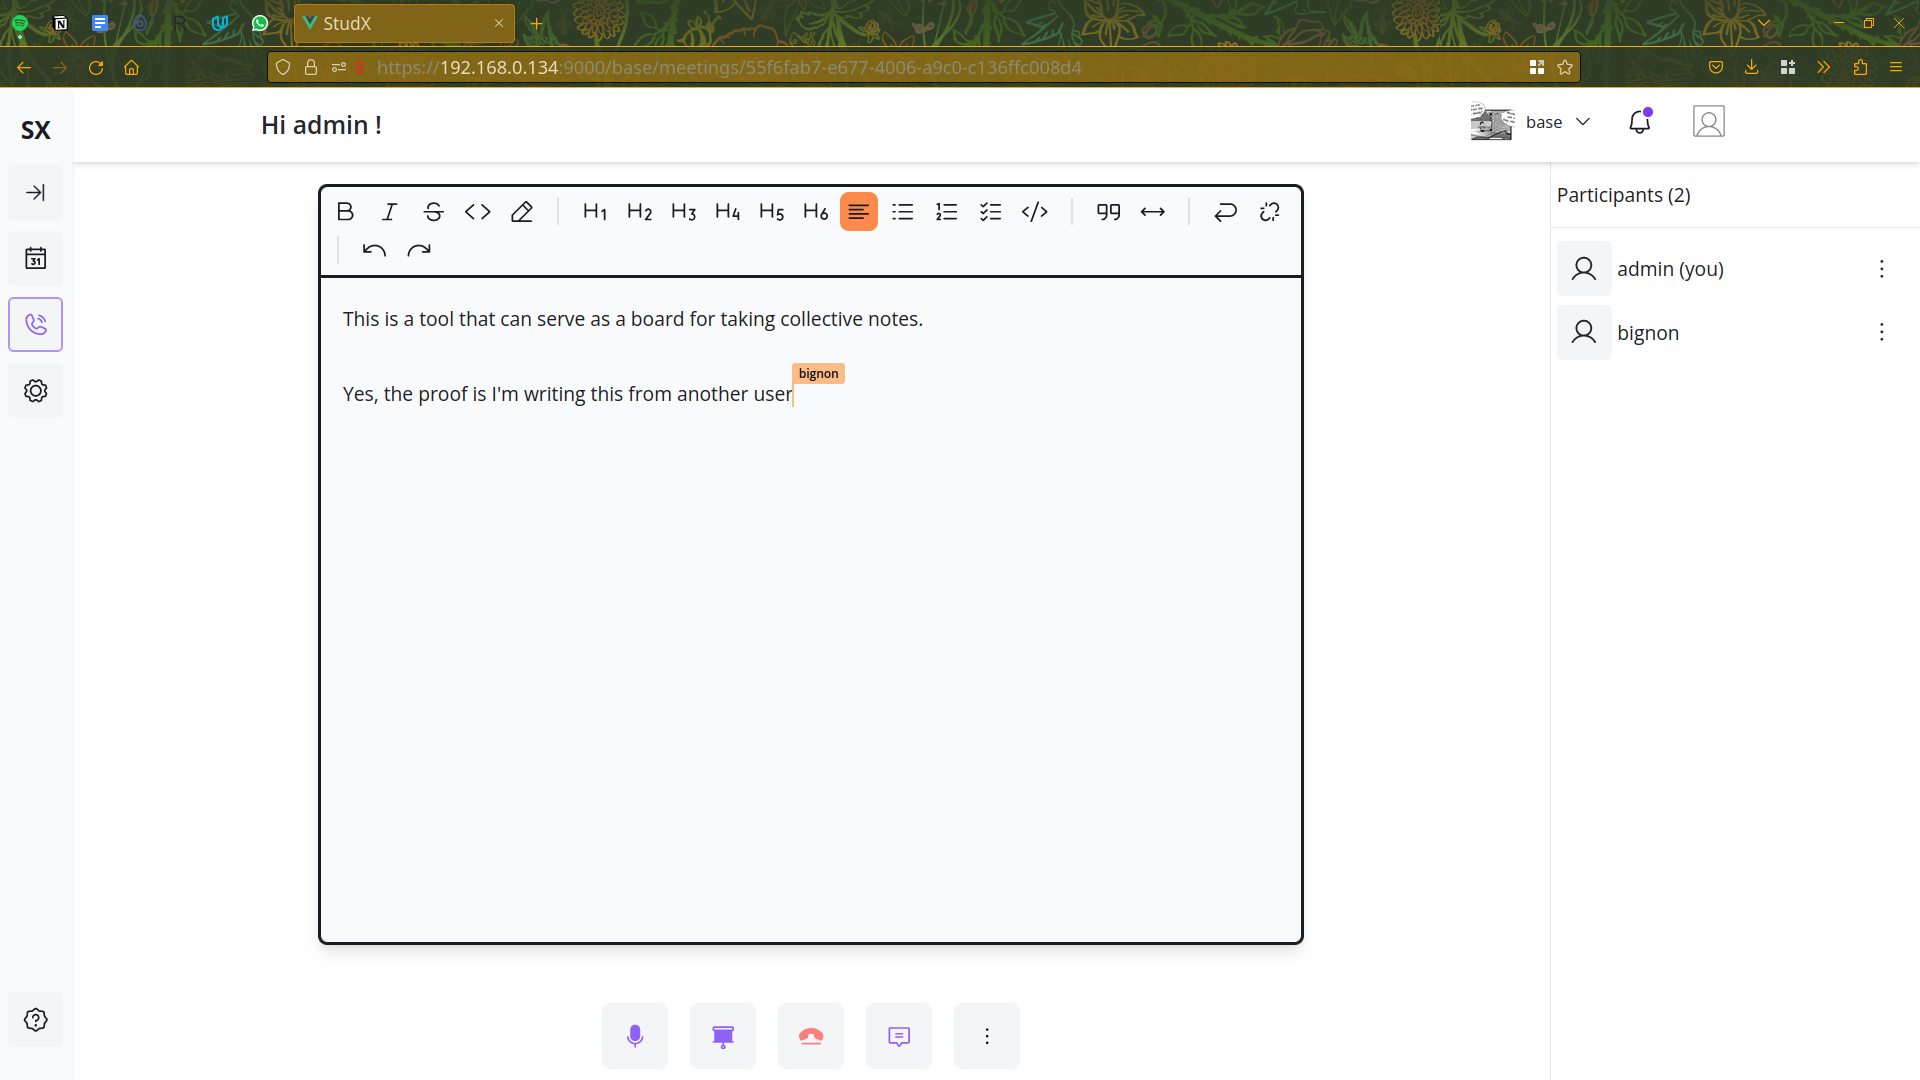 StudX
https://192.168.0.134:9000/base/meetings/55f6fab7-e677-4006-a9c0-c136ffc008d4
SX
Hi admin !
base
31
H1 H2 H3 H4 H5 H6
Participants (2)
admin (you)
bignon
This is a tool that can serve as a board for taking collective notes.
bignon
Yes, the proof is I'm writing this from another user